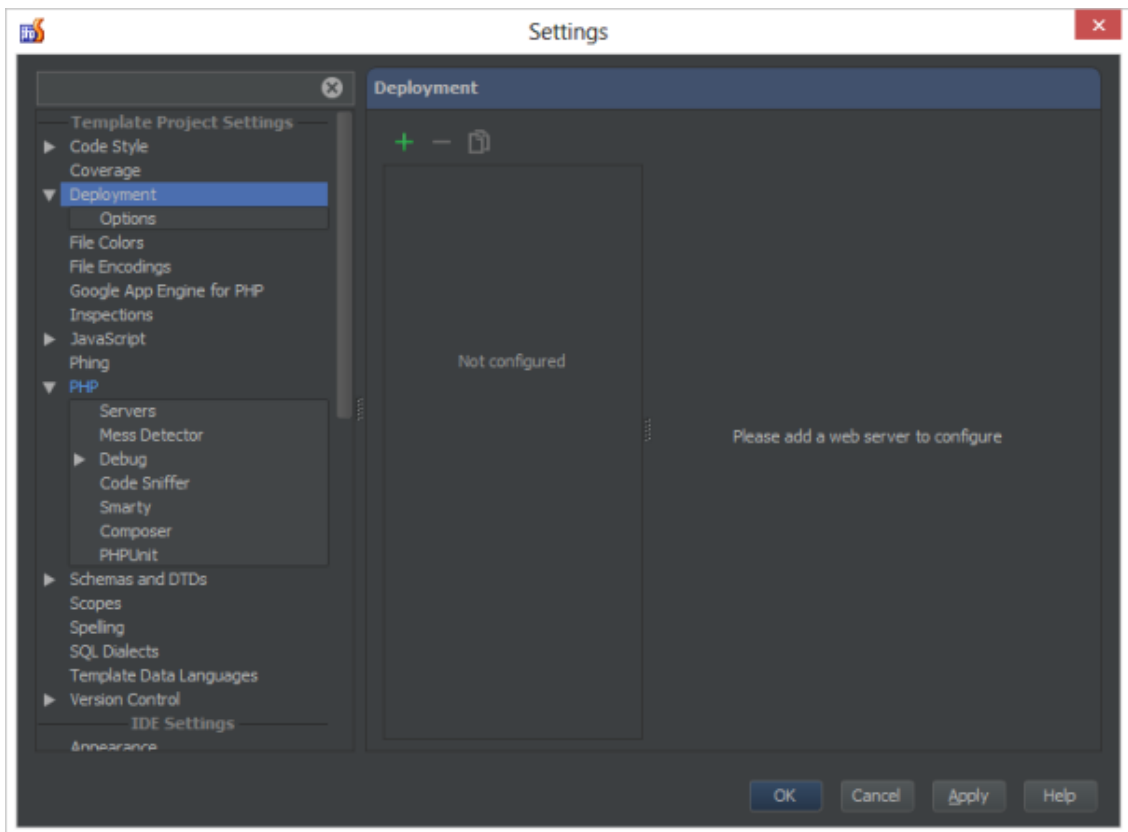 Settings
Deployment
Template Project Settings
Code Style
Coverage
Deployment
Options
File Colors
File Encodings
Google App Engine for PHP
Inspections
JavaScript
Phing
PHP
Servers
Mess Detector
Debug
Code Sniffer
Smarty
Composer
PHPUnit
Schemas and DTDs
Scopes
Spelling
SQL Dialects
Template Data Languages
Version Control
IDE Settings
Appearance
Not configured
Please add a web server to configure
OK Cancel Apply Help